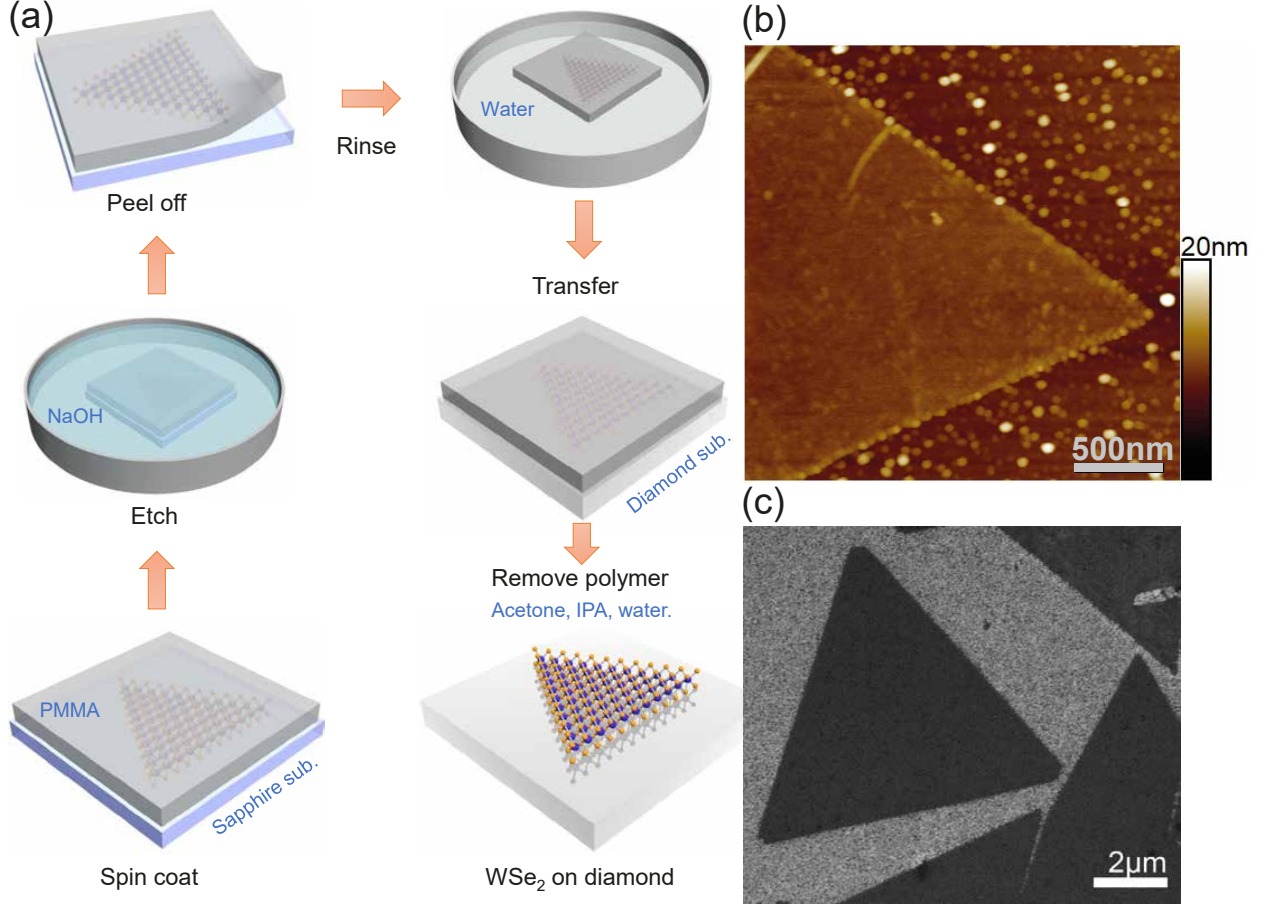 (a)
Peel off
Rinse
Water
Transfer
NaOH
Etch
Diamond sub.
Remove polymer
Acetone, IPA, water.
PMMA
Sapphire sub.
Spin coat
WSe₂ on diamond
(b)
20nm
500nm
(c)
2μm